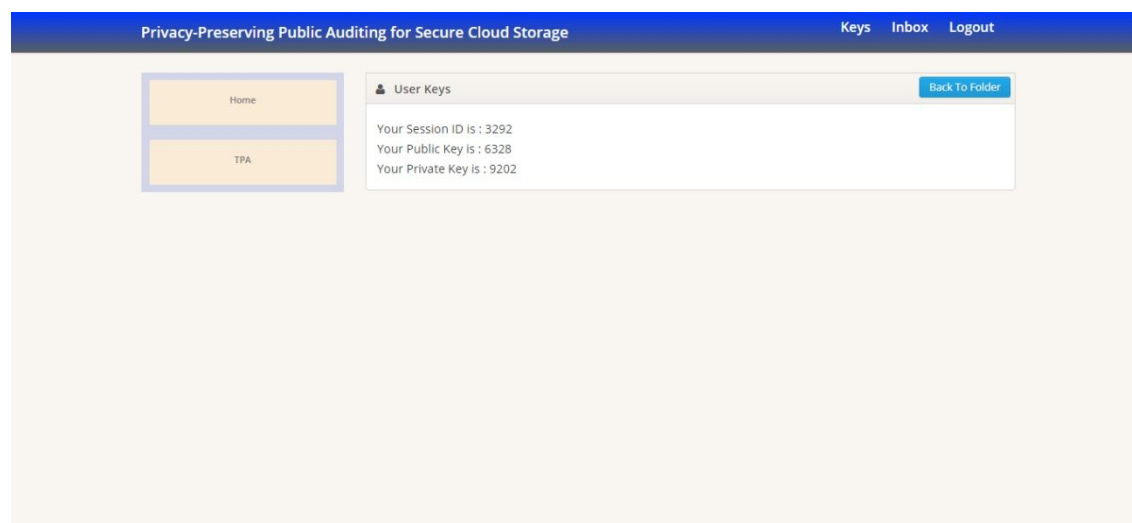 Privacy-Preserving Public Auditing for Secure Cloud Storage
Keys Inbox Logout
Home
TPA
User Keys
Back To Folder
Your Session ID is : 3292
Your Public Key is : 6328
Your Private Key is : 9202